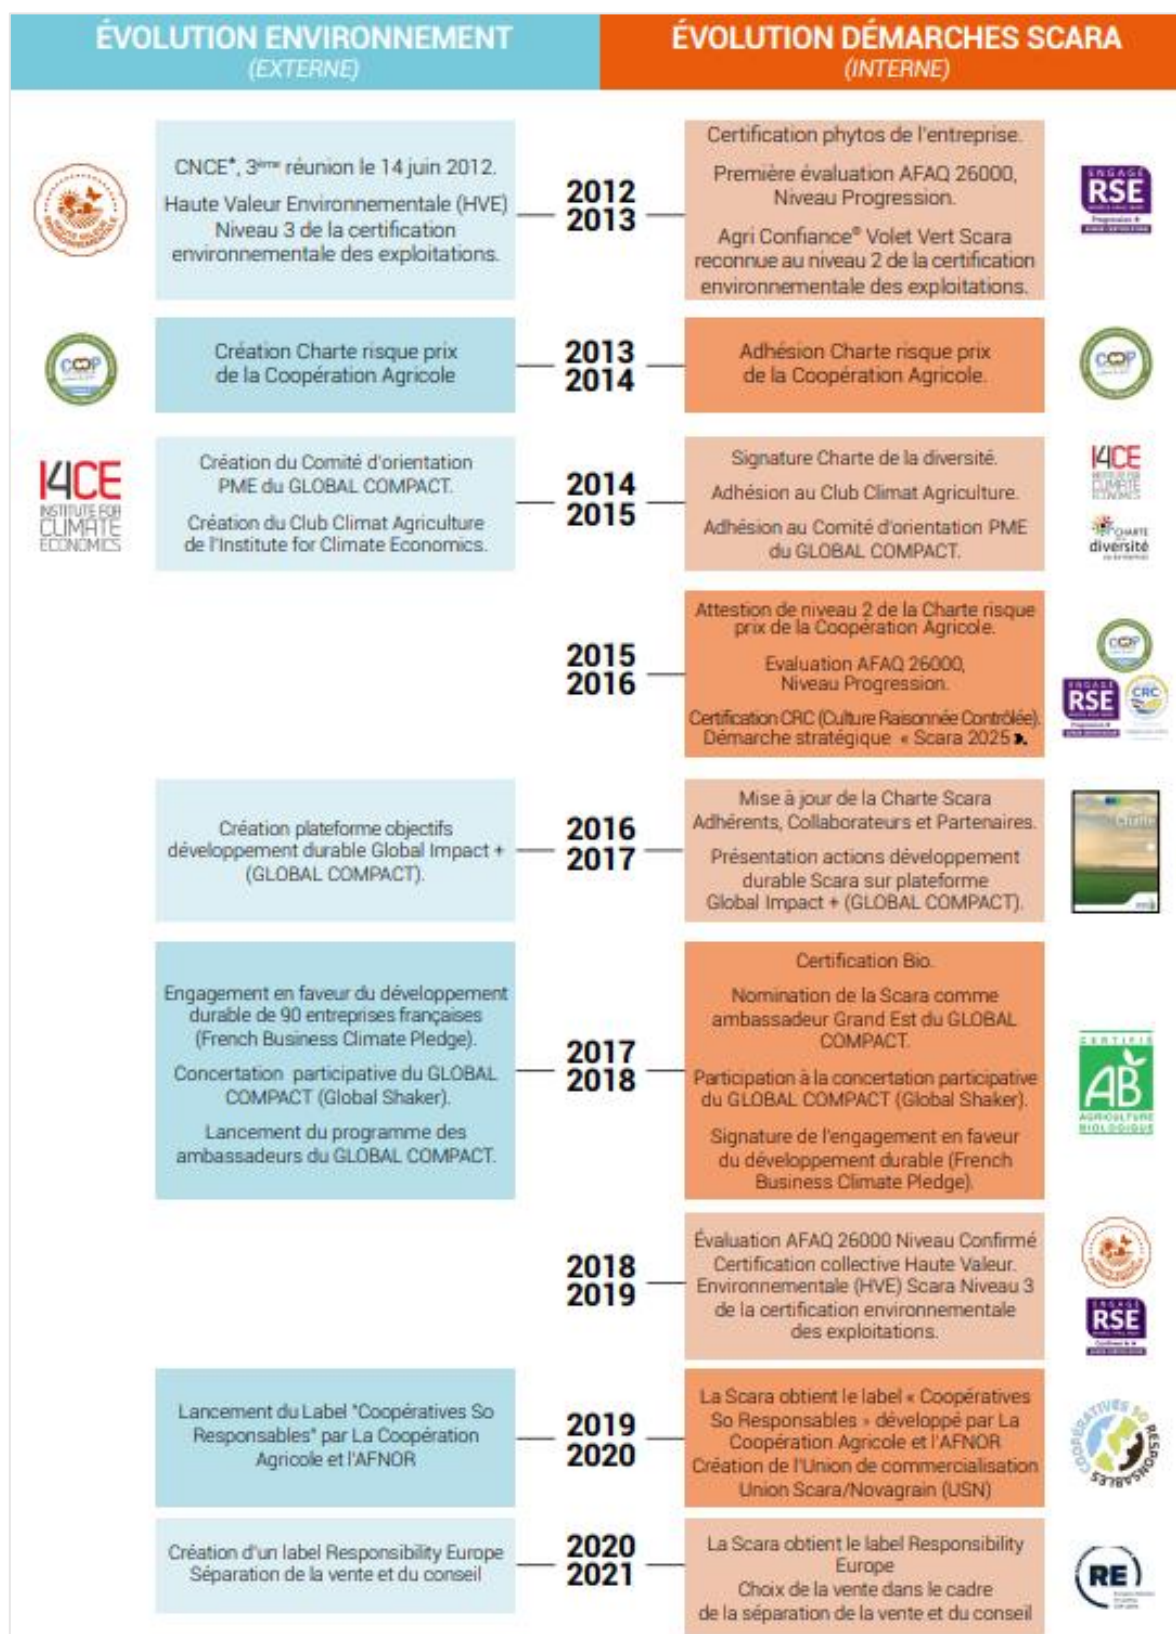 ÉVOLUTION ENVIRONNEMENT
(EXTERNE)
ÉVOLUTION DÉMARCHES SCARA
(INTERNE)
CNCE*, 3ème réunion le 14 juin 2012.
Haute Valeur Environnementale (HVE)
Niveau 3 de la certification
environnementale des exploitations.
2012
2013
Certification phytos de l'entreprise.
Première évaluation AFAQ 26000,
Niveau Progression.
Agri Confiance® Volet Vert Scara
reconnue au niveau 2 de la certification
environnementale des exploitations.
ENGAGÉ
RSE
COOP
Création Charte risque prix
de la Coopération Agricole
2013
2014
Adhésion Charte risque prix
de la Coopération Agricole.
COOP
I4CE
INSTITUTE FOR
CLIMATE
ECONOMICS
Création du Comité d'orientation
PME du GLOBAL COMPACT.
Création du Club Climat Agriculture
de l'Institute for Climate Economics.
2014
2015
Signature Charte de la diversité.
Adhésion au Club Climat Agriculture.
Adhésion au Comité d'orientation PME
du GLOBAL COMPACT.
I4CE
INSTITUTE FOR
CLIMATE
ECONOMICS
CHARTE
diversité
2015
2016
Attestion de niveau 2 de la Charte risque
prix de la Coopération Agricole.
Evaluation AFAQ 26000,
Niveau Progression.
Certification CRC (Culture Raisonnée Contrôlée).
Démarche stratégique « Scara 2025 ».
COOP
ENGAGÉ
RSE
CRC
Création plateforme objectifs
développement durable Global Impact +
(GLOBAL COMPACT).
2016
2017
Mise à jour de la Charte Scara
Adhérents, Collaborateurs et Partenaires.
Présentation actions développement
durable Scara sur plateforme
Global Impact + (GLOBAL COMPACT).
Engagement en faveur du développement
durable de 90 entreprises françaises
(French Business Climate Pledge).
Concertation participative du GLOBAL
COMPACT (Global Shaker).
Lancement du programme des
ambassadeurs du GLOBAL COMPACT.
2017
2018
Certification Bio.
Nomination de la Scara comme
ambassadeur Grand Est du GLOBAL
COMPACT.
Participation à la concertation participative
du GLOBAL COMPACT (Global Shaker).
Signature de l'engagement en faveur
du développement durable (French
Business Climate Pledge).
CERTIFIÉ
AB
AGRICULTURE
BIOLOGIQUE
2018
2019
Évaluation AFAQ 26000 Niveau Confirmé
Certification collective Haute Valeur.
Environnementale (HVE) Scara Niveau 3
de la certification environnementale
des exploitations.
ENGAGÉ
RSE
Lancement du Label "Coopératives So
Responsables" par La Coopération
Agricole et l'AFNOR
2019
2020
La Scara obtient le label « Coopératives
So Responsables » développé par La
Coopération Agricole et l'AFNOR
Création de l'Union de commercialisation
Union Scara/Novagrain (USN)
COOPÉRATIVES SO
RESPONSABLES
Création d'un label Responsibility Europe
Séparation de la vente et du conseil
2020
2021
La Scara obtient le label Responsibility
Europe
Choix de la vente dans le cadre
de la séparation de la vente et du conseil
RE